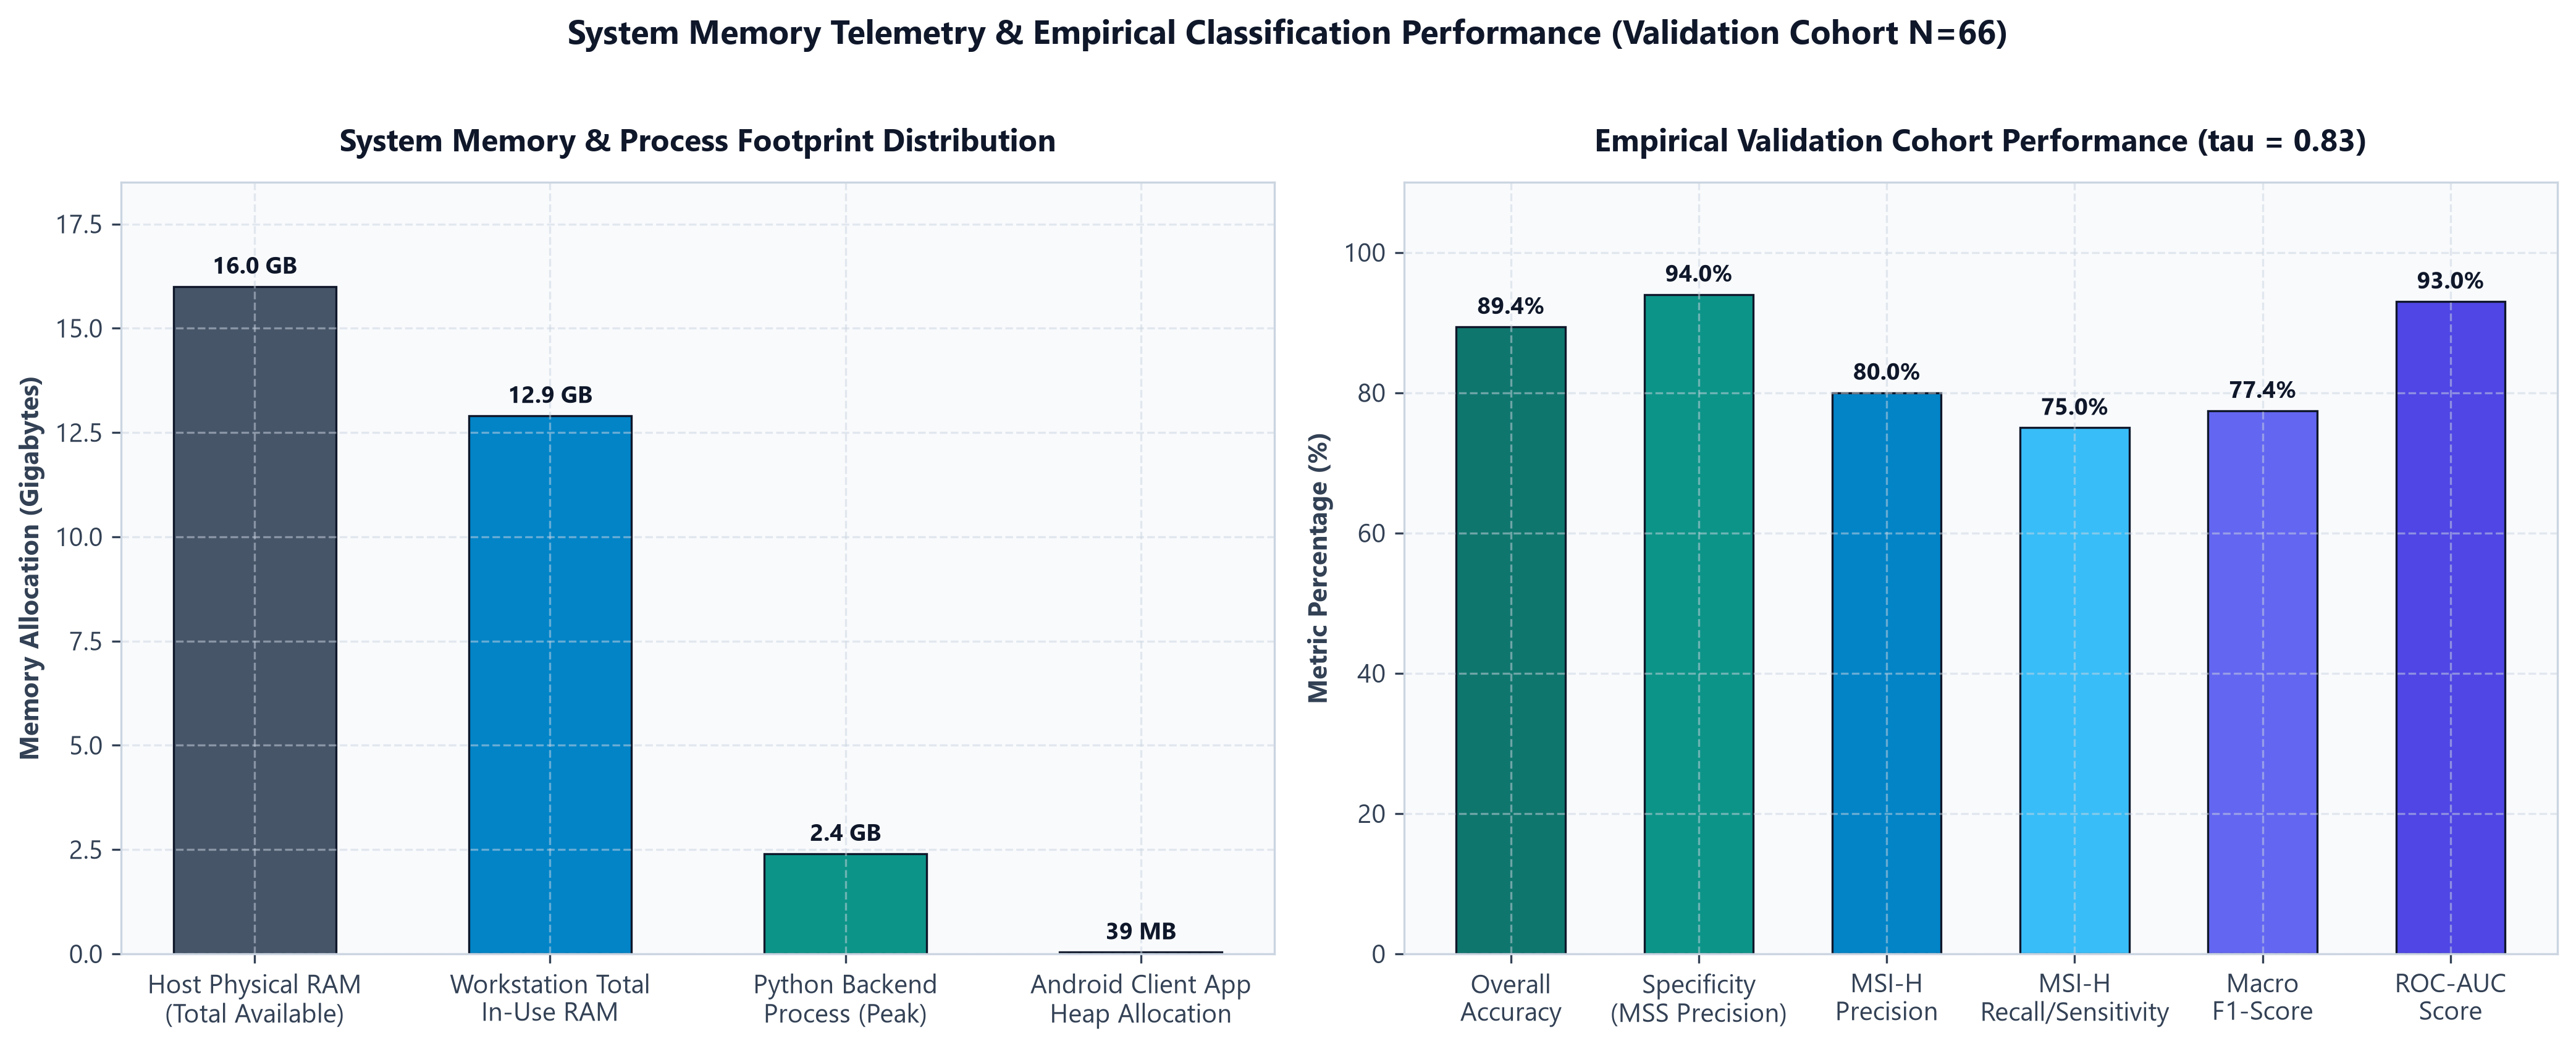 System Memory Telemetry & Empirical Classification Performance (Validation Cohort N=66)
System Memory & Process Footprint Distribution
Memory Allocation (Gigabytes)
17.5
15.0
12.5
10.0
7.5
5.0
2.5
0.0
16.0 GB
12.9 GB
2.4 GB
39 MB
Host Physical RAM
(Total Available)
Workstation Total
In-Use RAM
Python Backend
Process (Peak)
Android Client App
Heap Allocation
Empirical Validation Cohort Performance (tau = 0.83)
Metric Percentage (%)
100
80
60
40
20
0
89.4%
94.0%
80.0%
75.0%
77.4%
93.0%
Overall
Accuracy
Specificity
(MSS Precision)
MSI-H
Precision
MSI-H
Recall/Sensitivity
Macro
F1-Score
ROC-AUC
Score